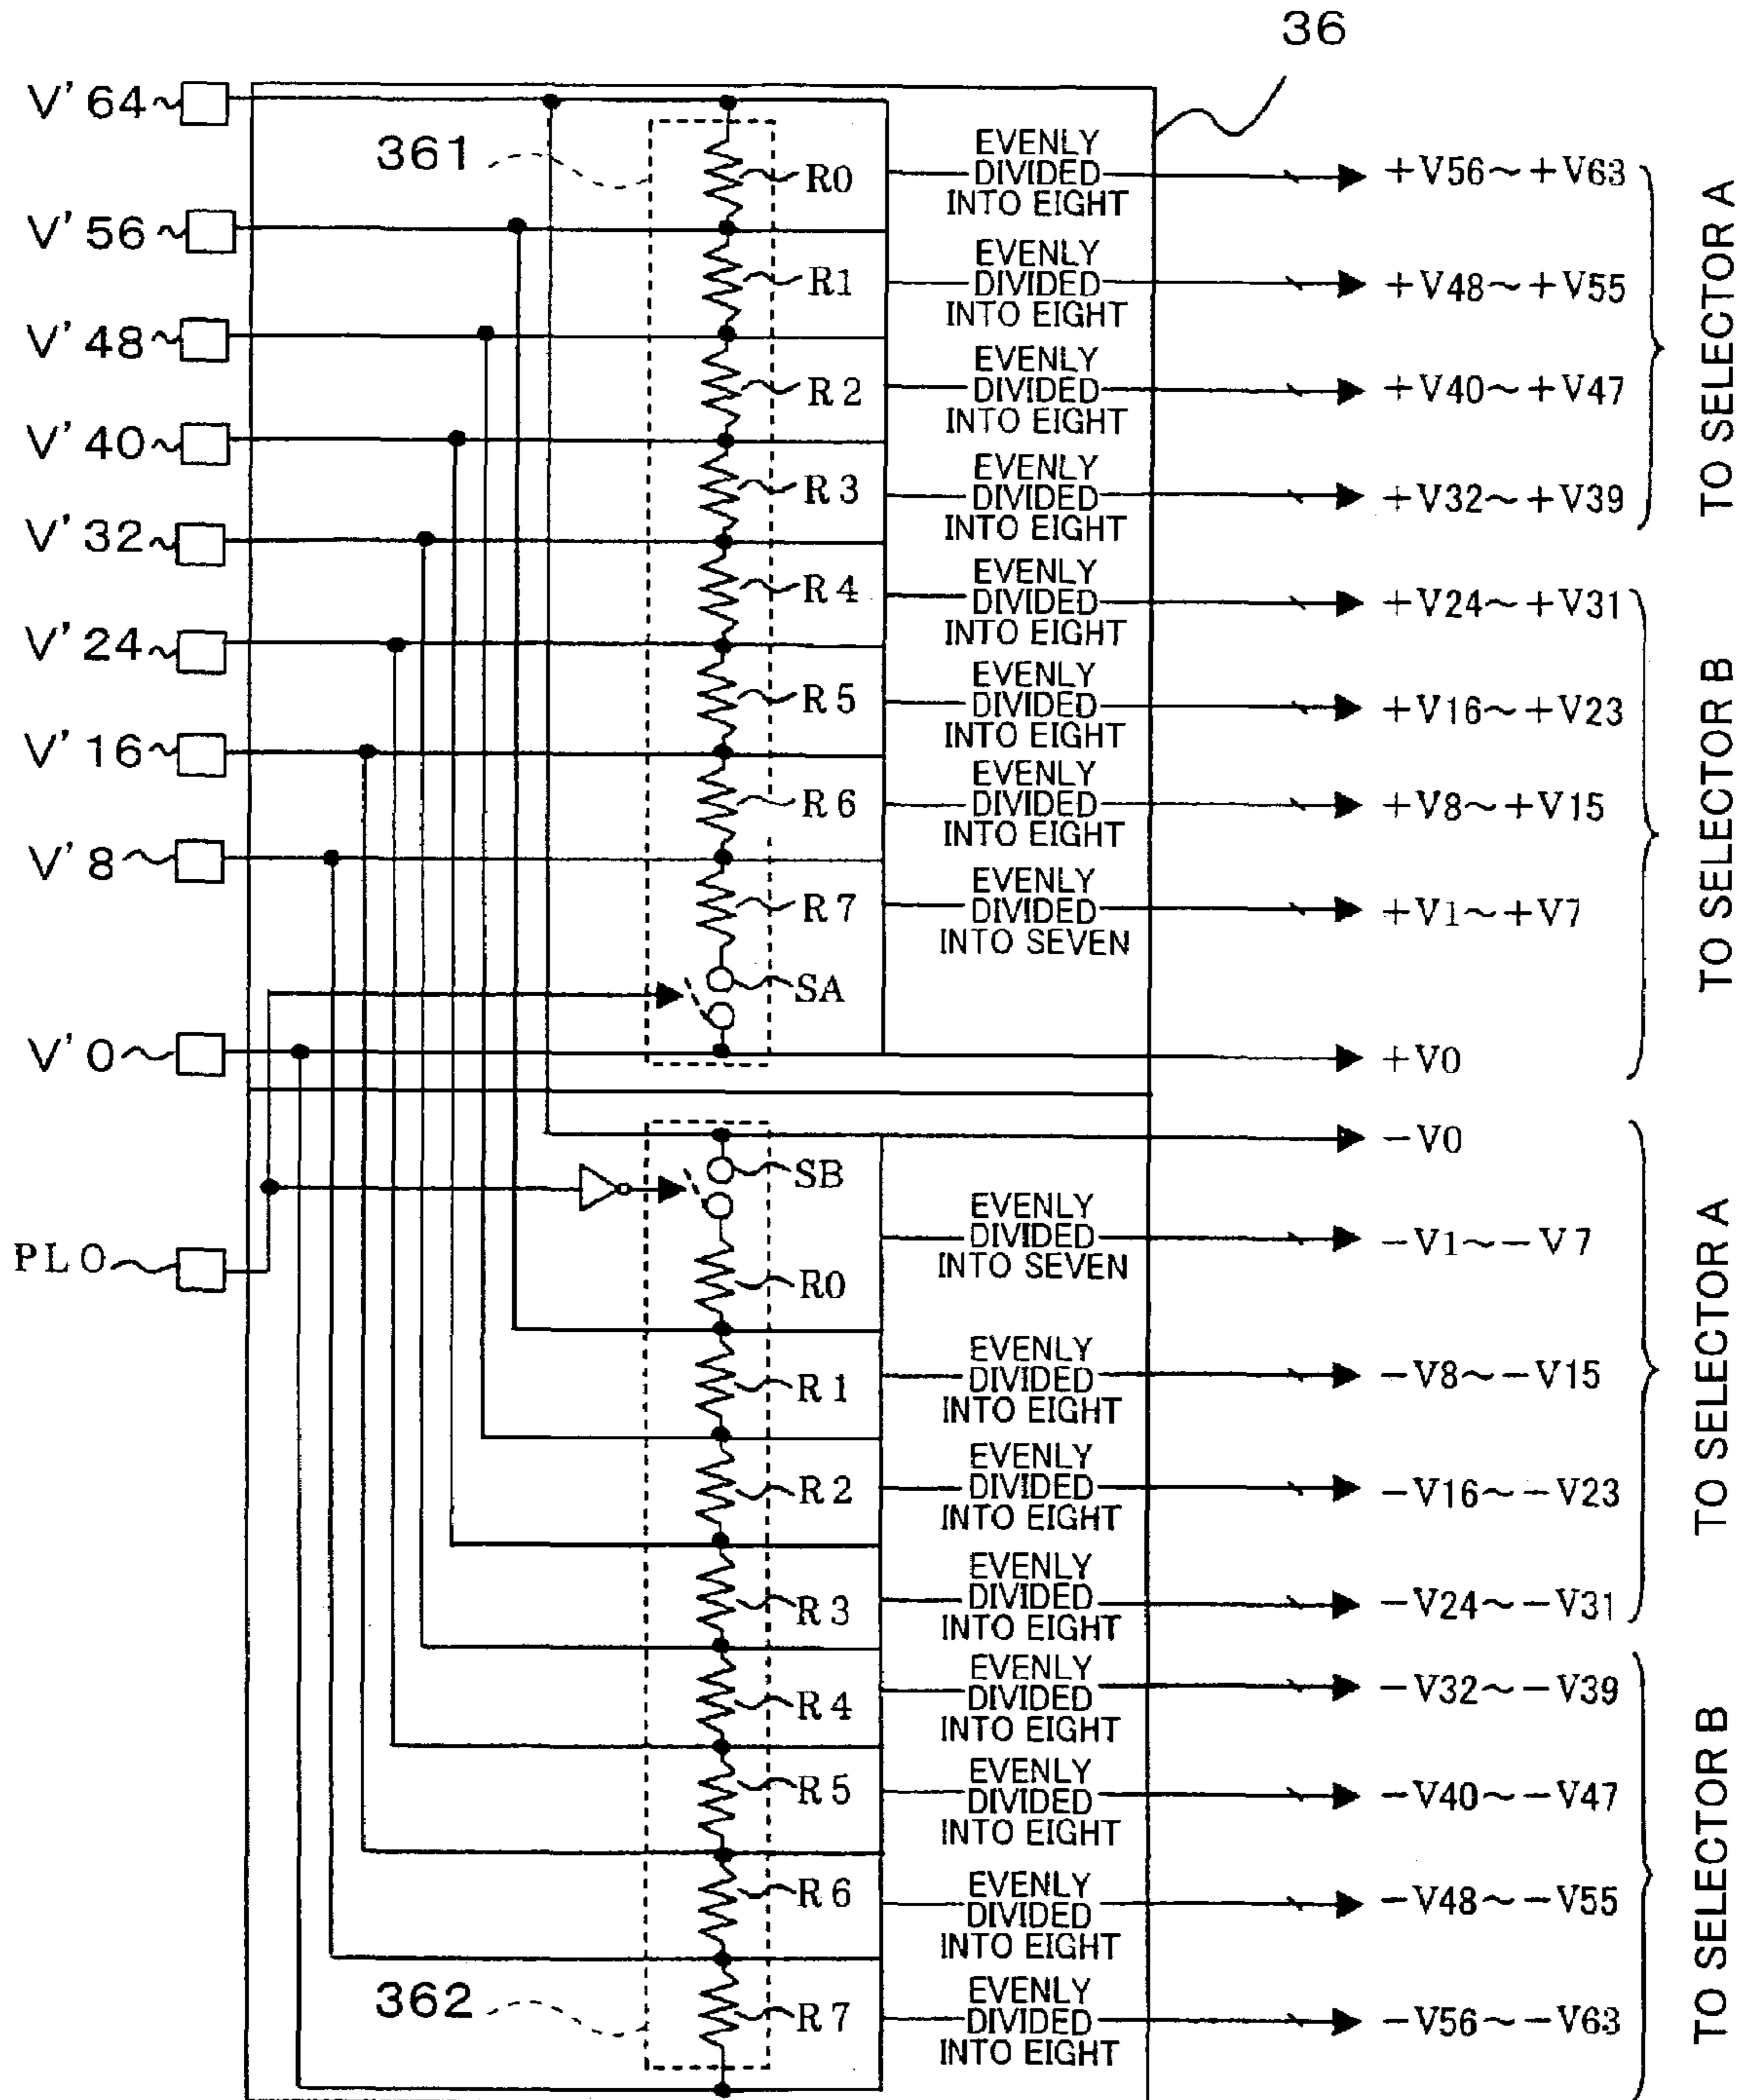 36
V'64
361
R0
EVENLY
DIVIDED
INTO EIGHT
+V56~+V63
V'56
R1
EVENLY
DIVIDED
INTO EIGHT
+V48~+V55
V'48
R2
EVENLY
DIVIDED
INTO EIGHT
+V40~+V47
V'40
R3
EVENLY
DIVIDED
INTO EIGHT
+V32~+V39
TO SELECTOR A
V'32
R4
EVENLY
DIVIDED
INTO EIGHT
+V24~+V31
V'24
R5
EVENLY
DIVIDED
INTO EIGHT
+V16~+V23
V'16
R6
EVENLY
DIVIDED
INTO EIGHT
+V8~+V15
V'8
R7
EVENLY
DIVIDED
INTO SEVEN
+V1~+V7
SA
V'0
+V0
TO SELECTOR B
-V0
SB
PLO
R0
EVENLY
DIVIDED
INTO SEVEN
-V1~-V7
R1
EVENLY
DIVIDED
INTO EIGHT
-V8~-V15
R2
EVENLY
DIVIDED
INTO EIGHT
-V16~-V23
R3
EVENLY
DIVIDED
INTO EIGHT
-V24~-V31
TO SELECTOR A
R4
EVENLY
DIVIDED
INTO EIGHT
-V32~-V39
R5
EVENLY
DIVIDED
INTO EIGHT
-V40~-V47
R6
EVENLY
DIVIDED
INTO EIGHT
-V48~-V55
362
R7
EVENLY
DIVIDED
INTO EIGHT
-V56~-V63
TO SELECTOR B